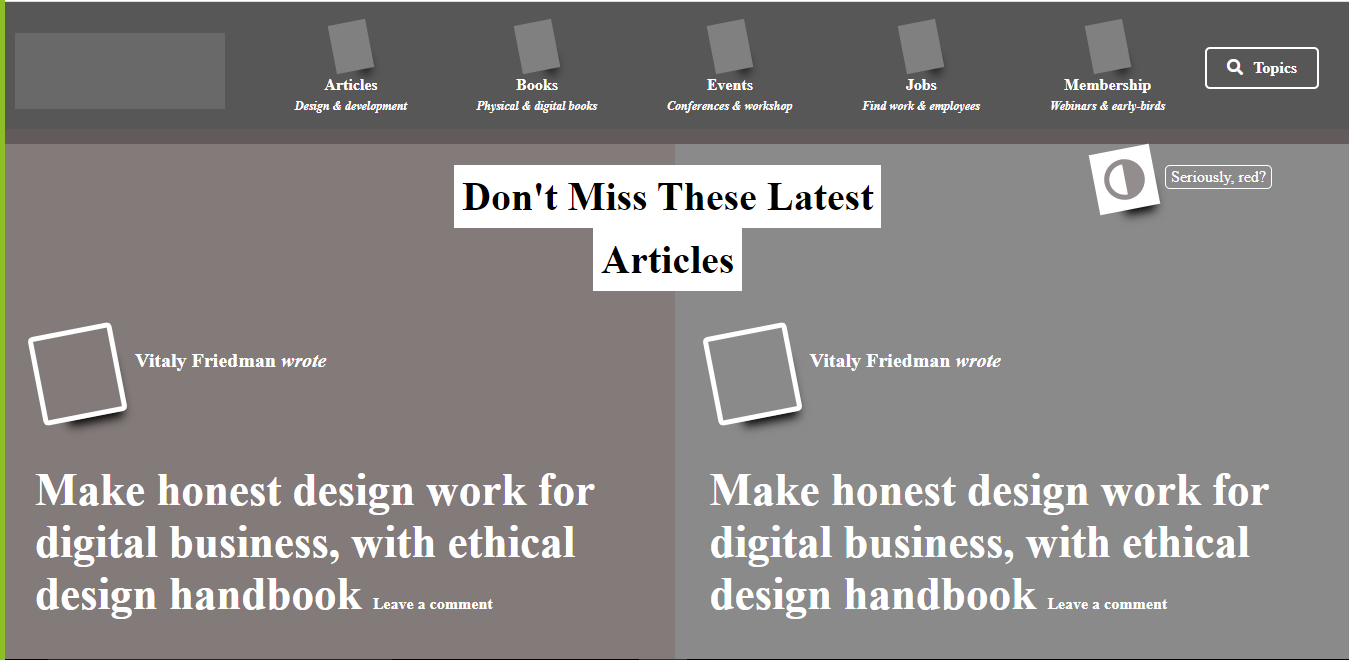 Articles
Design & development
Books
Physical & digital books
Events
Conferences & workshop
Jobs
Find work & employees
Membership
Webinars & early-birds
Topics
Don't Miss These Latest
Articles
Seriously, red?
Vitaly Friedman wrote
Make honest design work for
digital business, with ethical
design handbook Leave a comment
Vitaly Friedman wrote
Make honest design work for
digital business, with ethical
design handbook Leave a comment